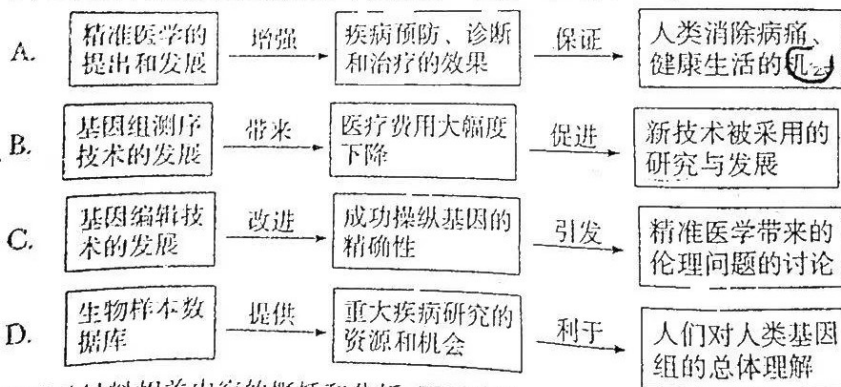 A. 精准医学的 增强 疾病预防、诊断 保证 人类消除病痛、
提出和发展 和治疗的效果 健康生活的机
B. 基因组测序 带来 医疗费用大幅度 促进 新技术被采用的
技术的发展 下降 研究与发展
C. 基因编辑技 改进 成功操纵基因的 引发 精准医学带来的
术的发展 精确性 伦理问题的讨论
D. 生物样本数 提供 重大疾病研究的 利于 人们对人类基因
据库 资源和机会 组的总体理解